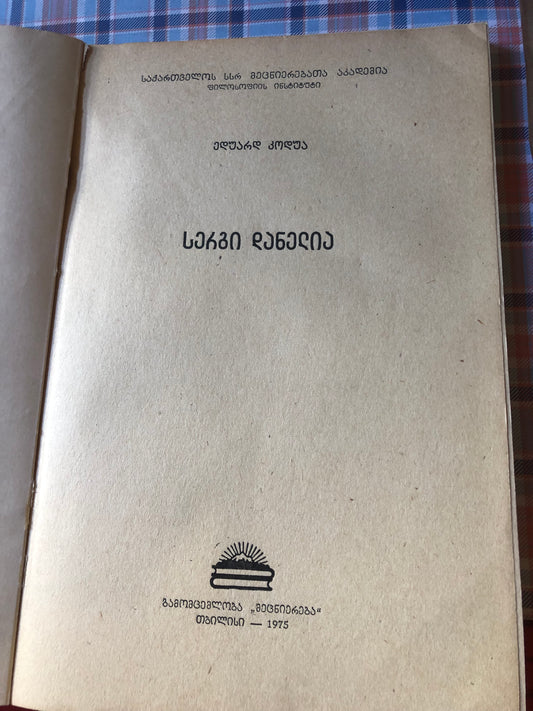 საქართველოს სსრ მეცნიერებათა აკადემია
ფილოსოფიის ინსტიტუტი
ედუარდ კოდუა
სერგი დანელია
გამომცემლობა „მეცნიერება“
თბილისი — 1975